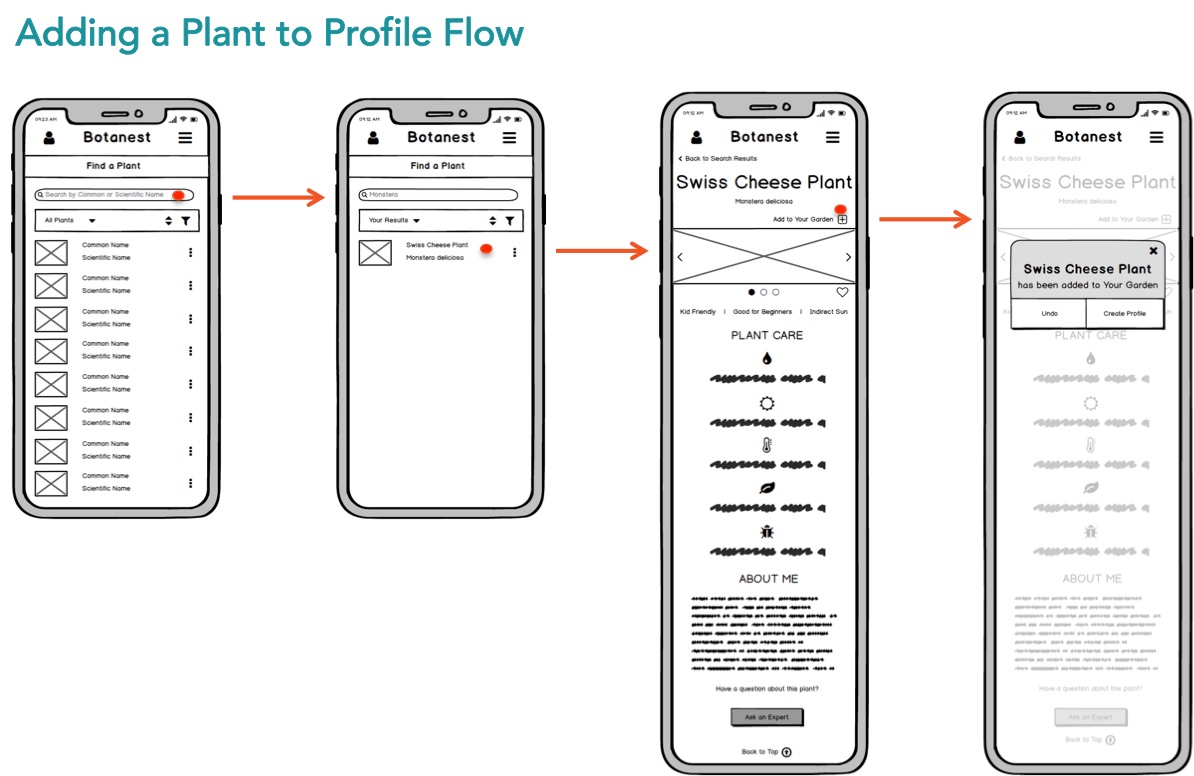 Adding a Plant to Profile Flow
09:23 AM
Botanest
Find a Plant
Search by Common or Scientific Name
All Plants
Common Name
Scientific Name
Common Name
Scientific Name
Common Name
Scientific Name
Common Name
Scientific Name
Common Name
Scientific Name
Common Name
Scientific Name
Common Name
Scientific Name
Common Name
Scientific Name
09:12 AM
Botanest
Find a Plant
Monstera
Your Results
Swiss Cheese Plant
Monstera deliciosa
09:12 AM
Botanest
Back to Search Results
Swiss Cheese Plant
Monstera deliciosa
Add to Your Garden
Kid Friendly I Good for Beginners I Indirect Sun
PLANT CARE
ABOUT ME
Have a question about this plant?
Ask an Expert
Back to Top
09:12 AM
Botanest
Back to Search Results
Swiss Cheese Plant
Monstera deliciosa
Add to Your Garden
Swiss Cheese Plant
has been added to Your Garden
Undo
Create Profile
PLANT CARE
ABOUT ME
Have a question about this plant?
Ask an Expert
Back to Top